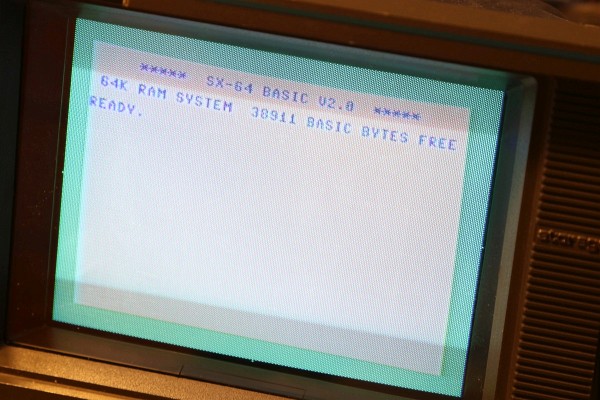 ***** SX-64 BASIC V2.0 *****
64K RAM SYSTEM 38911 BASIC BYTES FREE
READY.